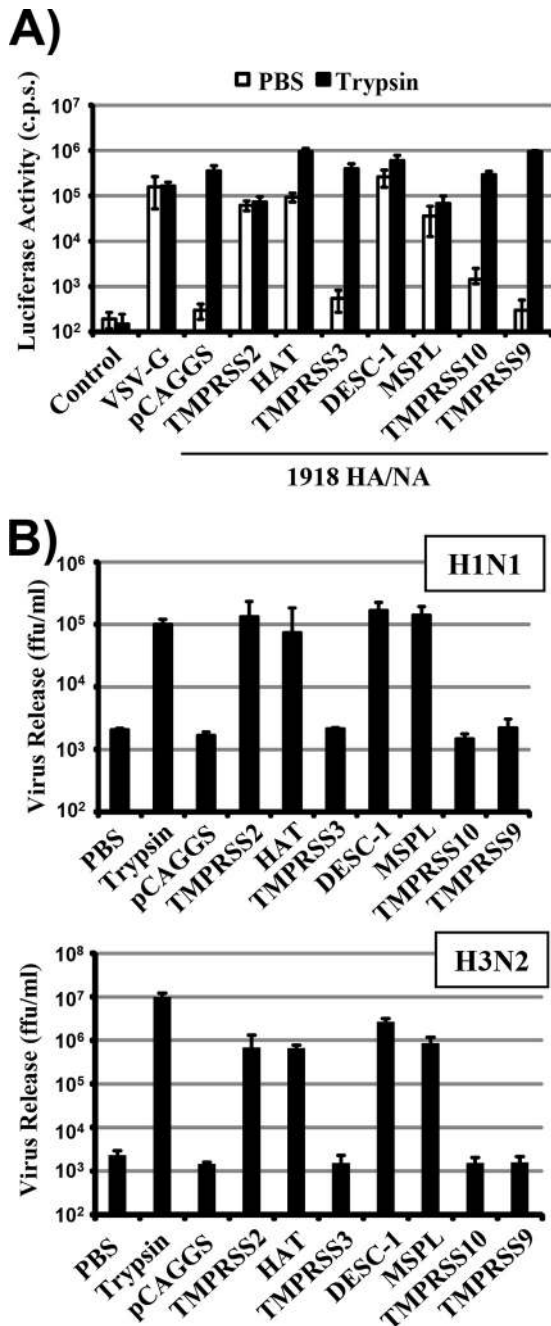 A)
PBS Trypsin
Luciferase Activity (c.p.s.)
10⁷
10⁶
10⁵
10⁴
10³
10²
Control
VSV-G
pCAGGS
TMPRSS2
HAT
TMPRSS3
DESC-1
MSPL
TMPRSS10
TMPRSS9
1918 HA/NA
B)
H1N1
Virus Release (ffu/ml)
10⁶
10⁵
10⁴
10³
10²
PBS
Trypsin
pCAGGS
TMPRSS2
HAT
TMPRSS3
DESC-1
MSPL
TMPRSS10
TMPRSS9
H3N2
Virus Release (ffu/ml)
10⁸
10⁷
10⁶
10⁵
10⁴
10³
10²
PBS
Trypsin
pCAGGS
TMPRSS2
HAT
TMPRSS3
DESC-1
MSPL
TMPRSS10
TMPRSS9